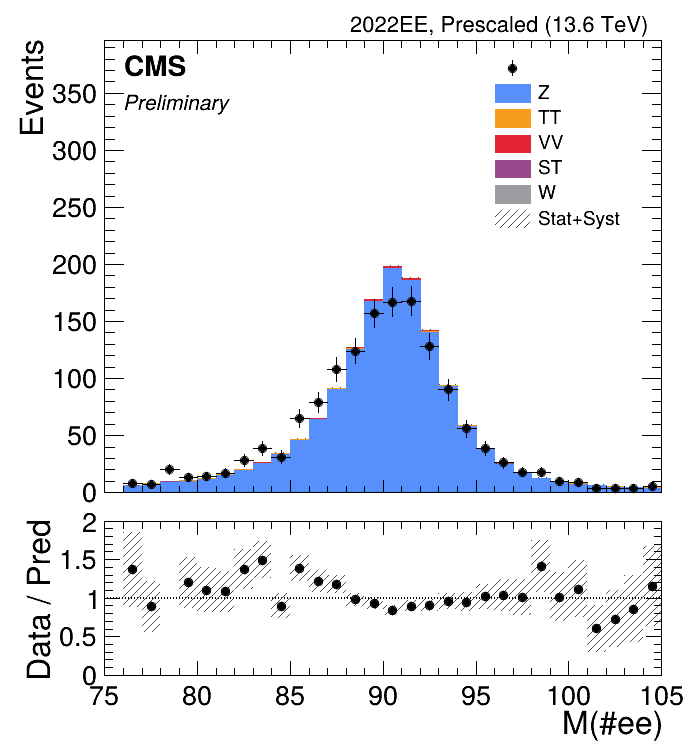 2022EE, Prescaled (13.6 TeV)
CMS
Preliminary
Events
350
300
250
200
150
100
50
0
Z
TT
VV
ST
W
Stat+Syst
Data / Pred
2
1.5
1
0.5
0
75 80 85 90 95 100 105
M(#ee)